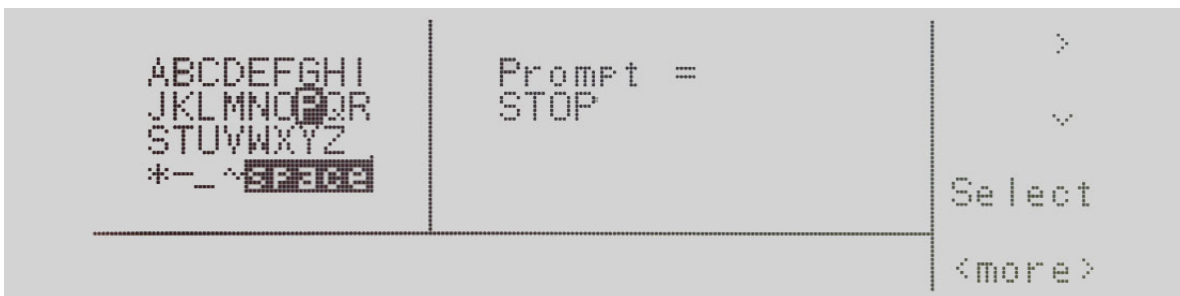 ABCDEFGHI
JKLMNOPQR
STUVWXYZ
*-_~space
Prompt =
STOP
>
˅
Select
<more>